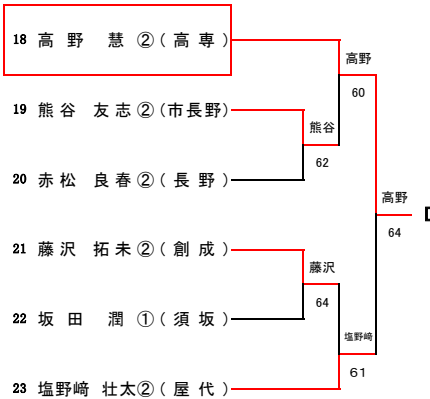 18 高野 慧②(高専)
高野
60
19 熊谷 友志②(市長野)
熊谷
62
20 赤松 良春②(長野)
高野
64
21 藤沢 拓未②(創成)
藤沢
64
22 坂田 潤①(須坂)
塩野﨑
61
23 塩野﨑 壮太②(屋代)